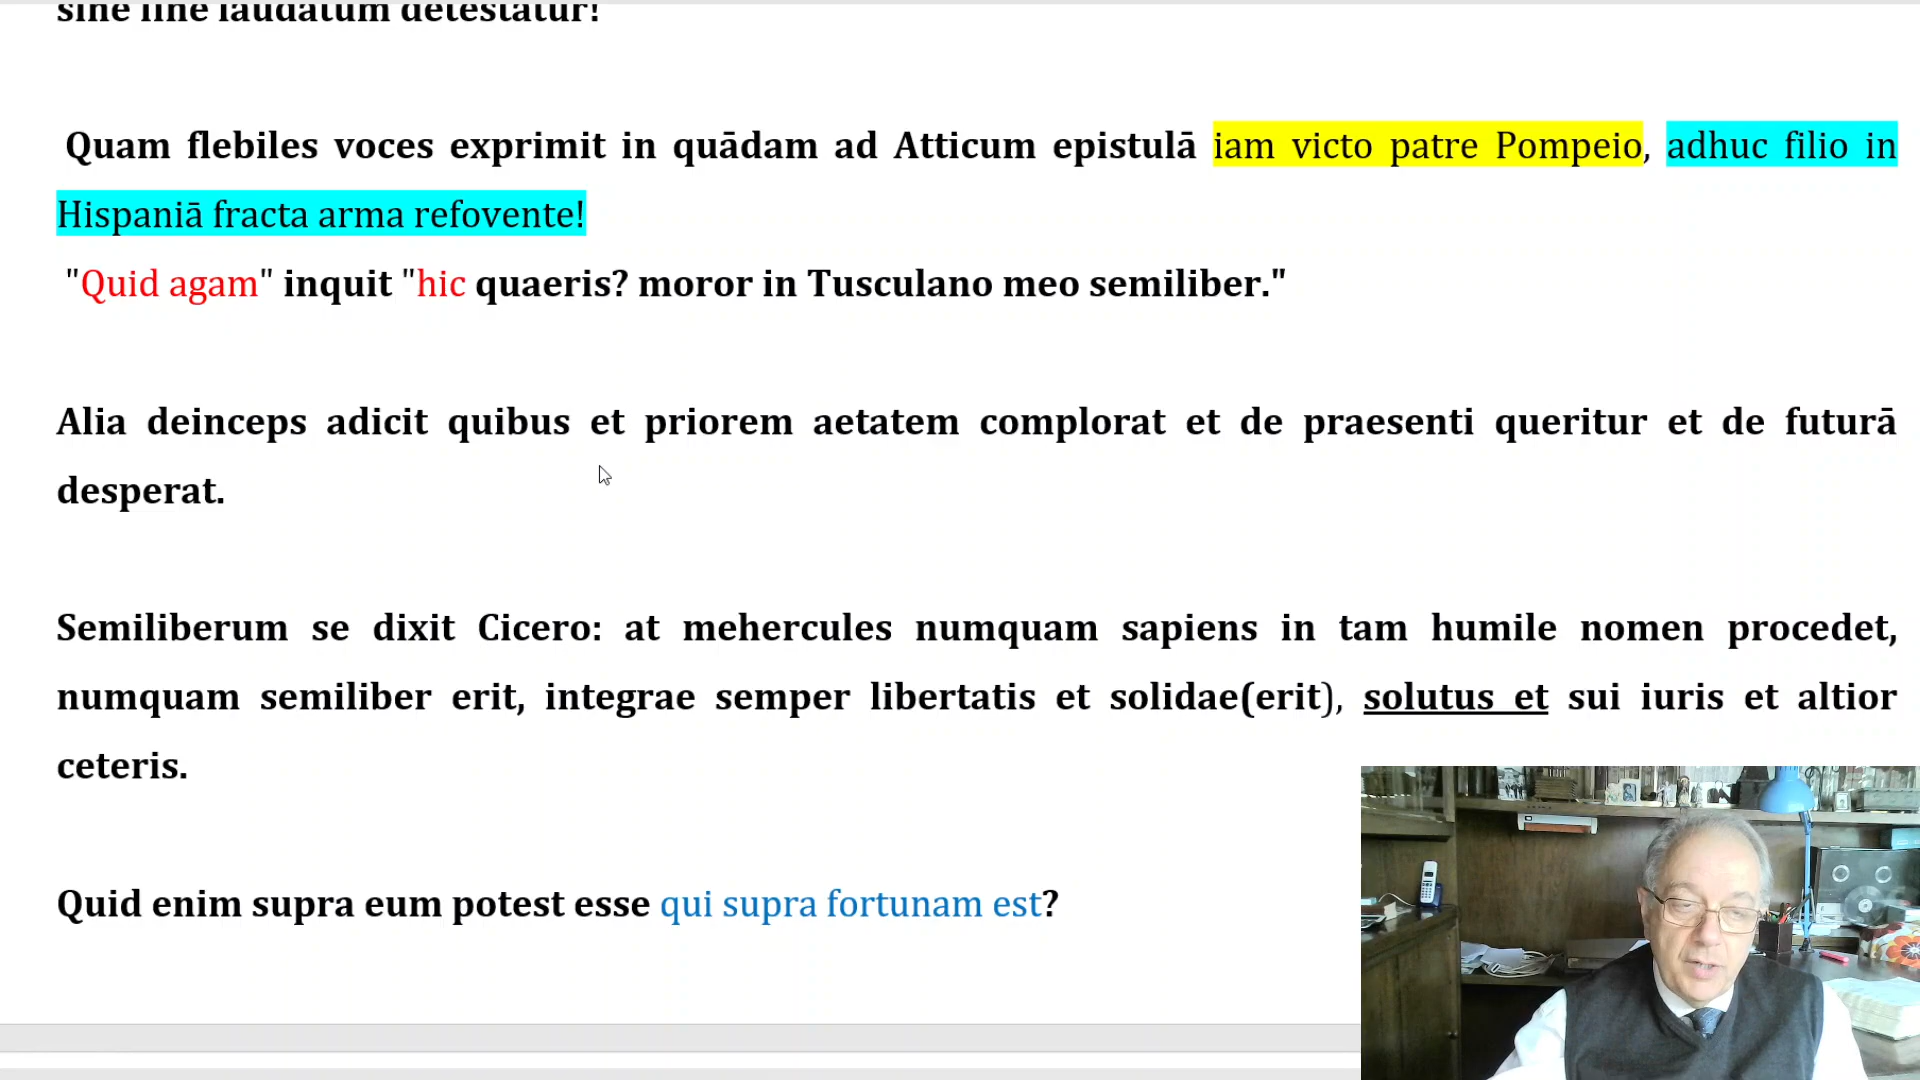 sine fine laudatum detestatur!
Quam flebiles voces exprimit in quādam ad Atticum epistulā iam victo patre Pompeio, adhuc filio in
Hispaniā fracta arma refovente!
"Quid agam" inquit "hic quaeris? moror in Tusculano meo semiliber."
Alia deinceps adicit quibus et priorem aetatem complorat et de praesenti queritur et de futurā
desperat.
Semiliberum se dixit Cicero: at mehercules numquam sapiens in tam humile nomen procedet,
numquam semiliber erit, integrae semper libertatis et solidae(erit), solutus et sui iuris et altior
ceteris.
Quid enim supra eum potest esse qui supra fortunam est?